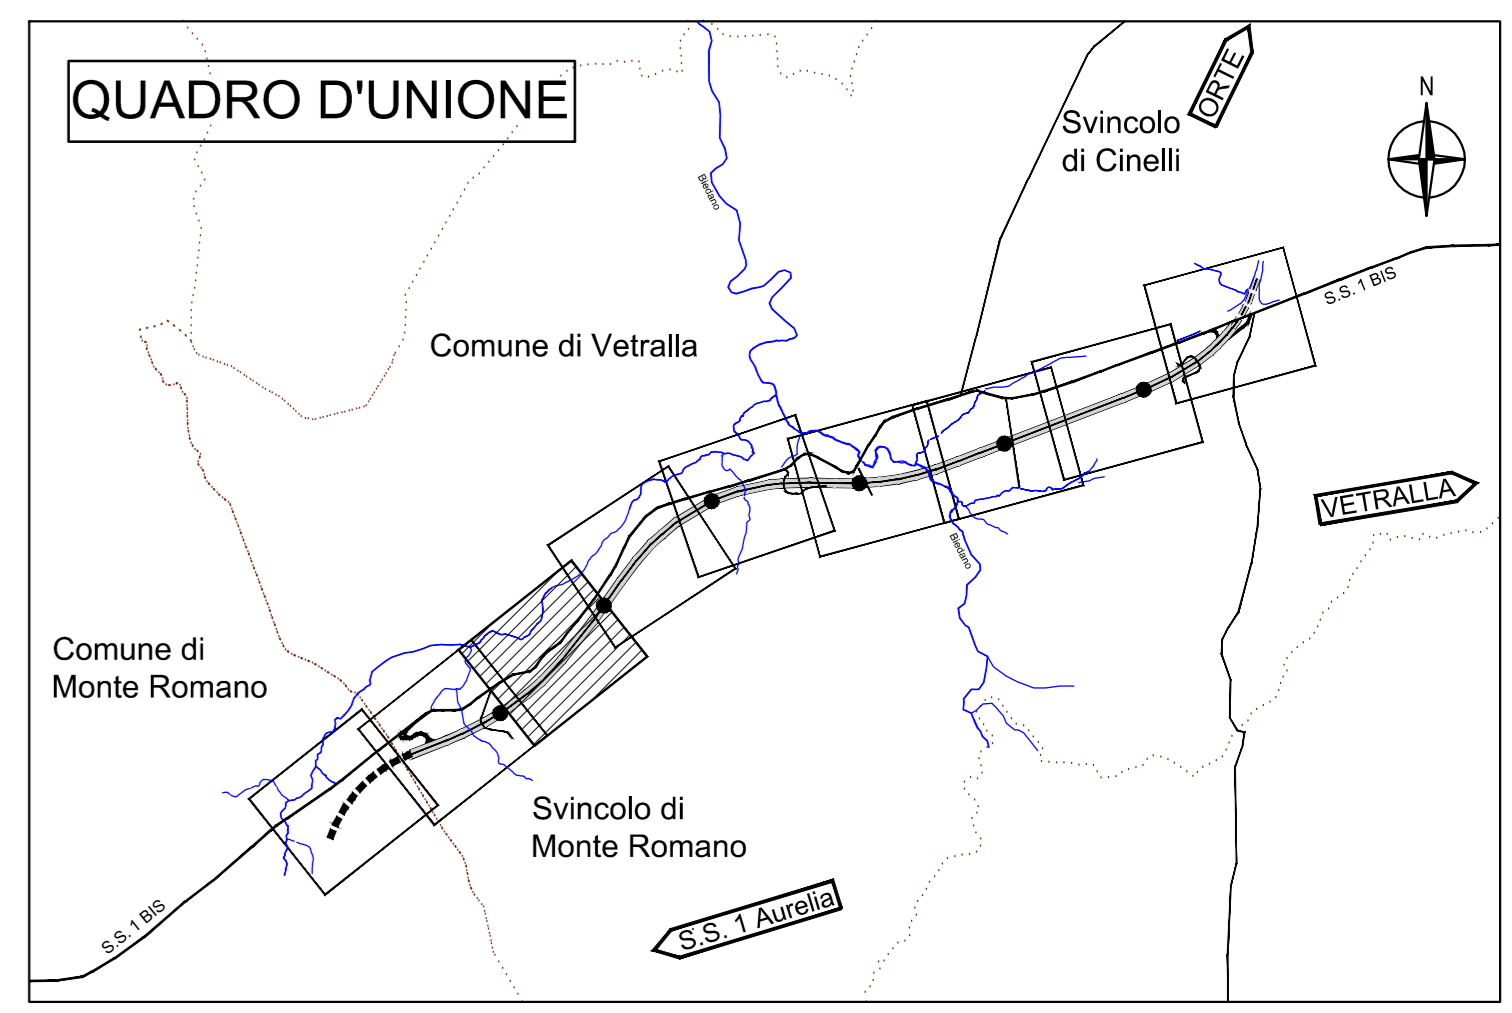 QUADRO D'UNIONE
ORTE
N
Svincolo
di Cinelli
Biedano
S.S. 1 BIS
Comune di Vetralla
VETRALLA
Biedano
Comune di
Monte Romano
Svincolo di
Monte Romano
S.S. 1 Aurelia
S.S. 1 BIS